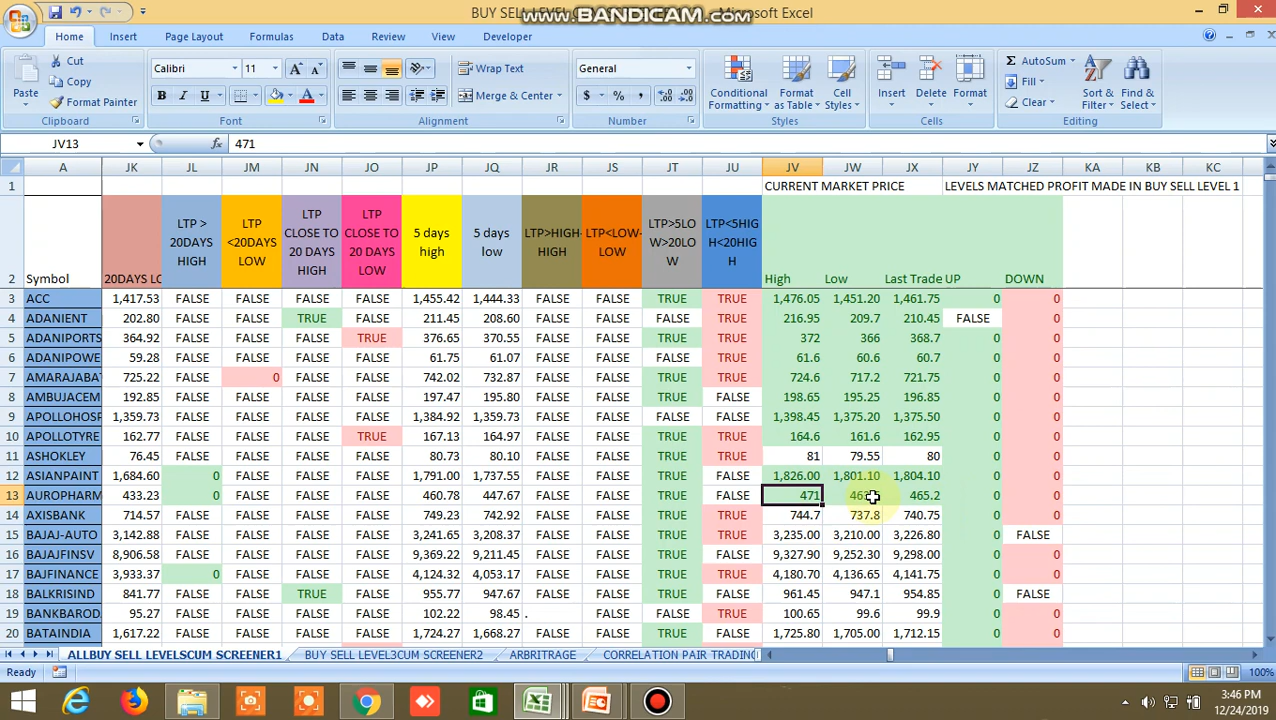 BUY SELL LEVEL
www.BANDICAM.com
Microsoft Excel
Home Insert Page Layout Formulas Data Review View Developer
Paste Cut Copy Format Painter Calibri 11 B I U Wrap Text Merge & Center General $ % , Conditional Formatting Format as Table Cell Styles Insert Delete Format Σ AutoSum Fill Clear Sort & Filter Find & Select
Clipboard Font Alignment Number Styles Cells Editing
JV13 fx 471
A JK JL JM JN JO JP JQ JR JS JT JU JV JW JX JY JZ KA KB KC
1 CURRENT MARKET PRICE LEVELS MATCHED PROFIT MADE IN BUY SELL LEVEL 1
2 Symbol 20DAYS LO LTP > 20DAYS HIGH LTP <20DAYS LOW LTP CLOSE TO 20 DAYS HIGH LTP CLOSE TO 20 DAYS LOW 5 days high 5 days low LTP>HIGH-HIGH LTP<LOW-LOW LTP>5LOW>20LOW LTP<5HIGH<20HIGH High Low Last Trade UP DOWN
3 ACC 1,417.53 FALSE FALSE FALSE FALSE 1,455.42 1,444.33 FALSE FALSE TRUE TRUE 1,476.05 1,451.20 1,461.75 0 0
4 ADANIENT 202.80 FALSE FALSE TRUE FALSE 211.45 208.60 FALSE FALSE FALSE TRUE 216.95 209.7 210.45 FALSE 0
5 ADANIPORTS 364.92 FALSE FALSE FALSE TRUE 376.65 370.55 FALSE FALSE TRUE TRUE 372 366 368.7 0 0
6 ADANIPOWE 59.28 FALSE FALSE FALSE FALSE 61.75 61.07 FALSE FALSE FALSE TRUE 61.6 60.6 60.7 0 0
7 AMARAJABA 725.22 FALSE 0 FALSE FALSE 742.02 732.87 FALSE FALSE TRUE TRUE 724.6 717.2 721.75 0 0
8 AMBUJACEM 192.85 FALSE FALSE FALSE FALSE 197.47 195.80 FALSE FALSE TRUE TRUE 198.65 195.25 196.85 0 0
9 APOLLOHOSP 1,359.73 FALSE FALSE FALSE FALSE 1,384.92 1,359.73 FALSE FALSE FALSE FALSE 1,398.45 1,375.20 1,375.50 0 0
10 APOLLOTYRE 162.77 FALSE FALSE FALSE TRUE 167.13 164.97 FALSE FALSE TRUE TRUE 164.6 161.6 162.95 0 0
11 ASHOKLEY 76.45 FALSE FALSE FALSE FALSE 80.73 80.23 FALSE FALSE TRUE TRUE 81 79.55 80 0 0
12 ASIANPAINT 1,684.60 0 FALSE FALSE FALSE 1,791.00 1,737.55 FALSE FALSE TRUE FALSE 1,826.00 1,801.10 1,804.10 0 0
13 AUROPHARM 433.23 0 FALSE FALSE FALSE 460.78 447.67 FALSE FALSE TRUE FALSE 471 465.2 0 0
14 AXISBANK 714.57 FALSE FALSE FALSE FALSE 749.23 742.92 FALSE FALSE TRUE TRUE 744.7 737.8 740.75 0 0
15 BAJAJ-AUTO 3,142.88 FALSE FALSE FALSE FALSE 3,241.65 3,208.37 FALSE FALSE TRUE TRUE 3,235.00 3,210.00 3,226.80 0 FALSE
16 BAJAJFINSV 8,906.58 FALSE FALSE FALSE FALSE 9,369.22 9,211.45 FALSE FALSE TRUE FALSE 9,327.90 9,252.30 9,298.00 0 0
17 BAJFINANCE 3,933.37 0 FALSE FALSE FALSE 4,124.32 4,053.17 FALSE FALSE TRUE TRUE 4,180.70 4,136.65 4,141.75 0 0
18 BALKRISIND 841.77 FALSE FALSE TRUE FALSE 955.77 947.67 FALSE FALSE TRUE FALSE 961.45 947.1 954.85 0 FALSE
19 BANKBAROD 95.27 FALSE FALSE FALSE FALSE 102.22 98.45 . FALSE FALSE FALSE TRUE 100.65 99.6 99.9 0 0
20 BATAINDIA 1,617.22 FALSE FALSE FALSE FALSE 1,724.27 1,668.27 FALSE FALSE TRUE FALSE 1,725.80 1,705.00 1,712.15 0 0
ALLBUY SELL LEVELSCUM SCREENER1 BUY SELL LEVEL3CUM SCREENER2 ARBITRAGE CORRELATION PAIR TRADING
Ready 100%
3:46 PM
12/24/2019